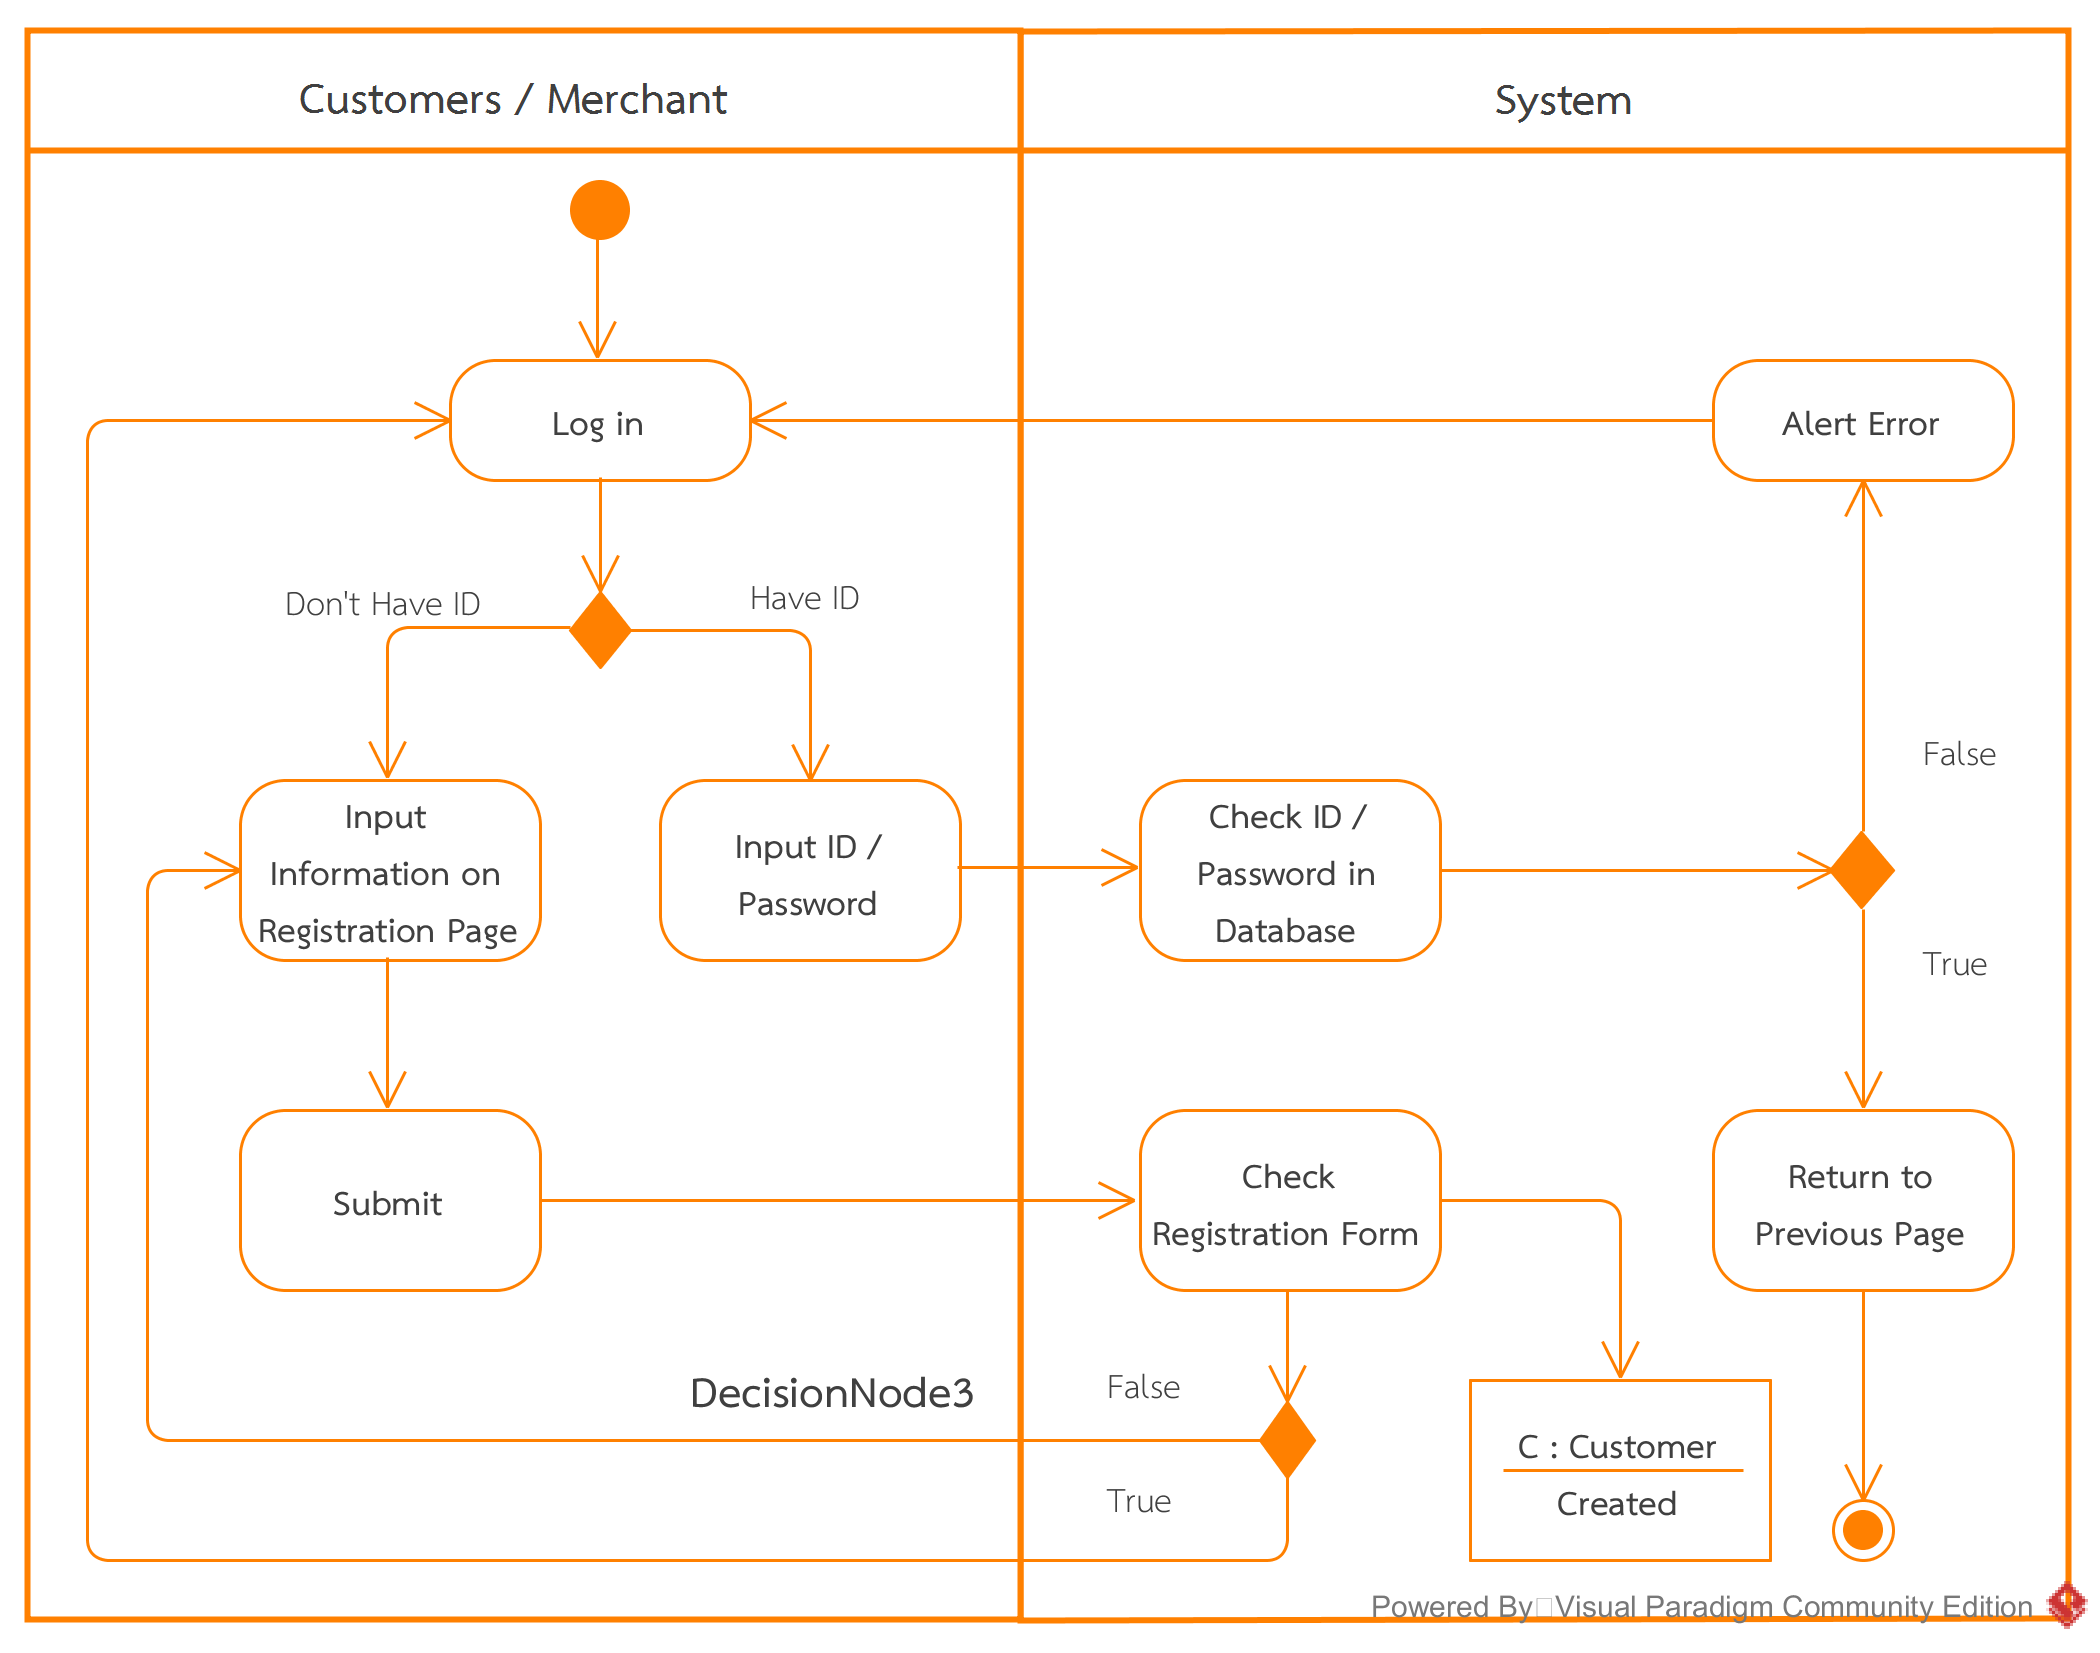 Customers / Merchant
System
Log in
Alert Error
Don't Have ID
Have ID
False
Input
Information on
Registration Page
Input ID /
Password
Check ID /
Password in
Database
True
Submit
Check
Registration Form
Return to
Previous Page
DecisionNode3
False
True
C : Customer
Created
Powered By Visual Paradigm Community Edition